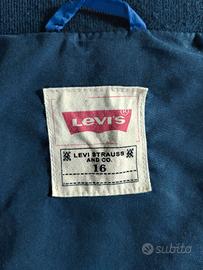 Levi's
®
LEVI STRAUSS
AND CO.
16
subito